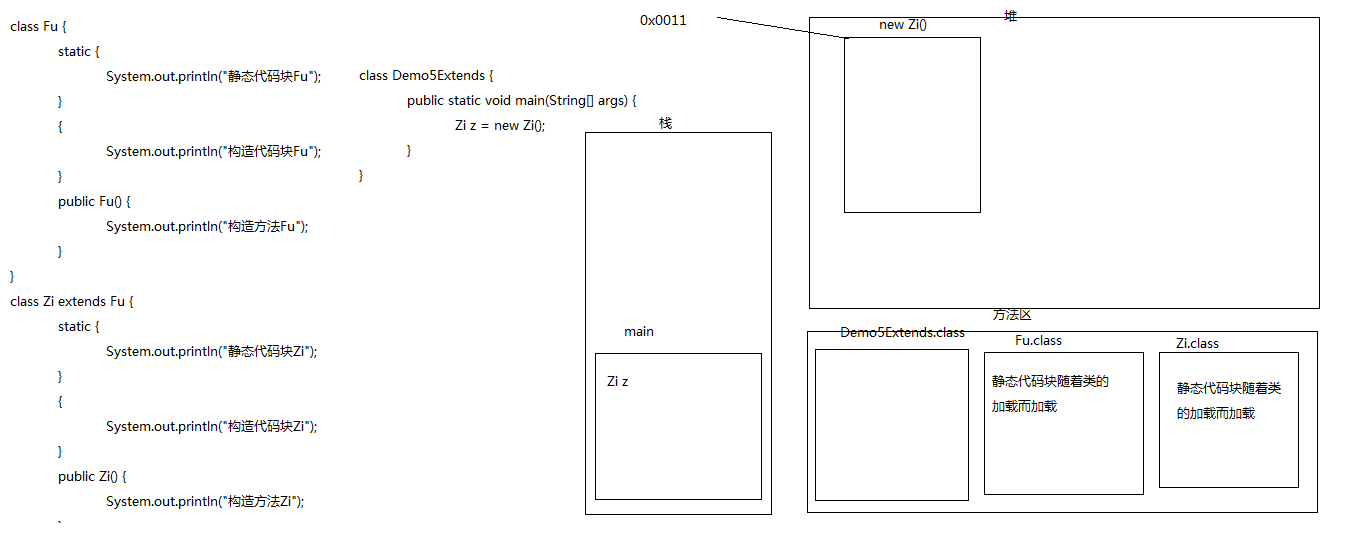 class Fu {
static {
System.out.println("静态代码块Fu");
}
{
System.out.println("构造代码块Fu");
}
public Fu() {
System.out.println("构造方法Fu");
}
}
class Zi extends Fu {
static {
System.out.println("静态代码块Zi");
}
{
System.out.println("构造代码块Zi");
}
public Zi() {
System.out.println("构造方法Zi");
class Demo5Extends {
public static void main(String[] args) {
Zi z = new Zi();
}
}
栈
main
Zi z
0x0011
堆
new Zi()
方法区
Demo5Extends.class
Fu.class
静态代码块随着类的
加载而加载
Zi.class
静态代码块随着类
的加载而加载